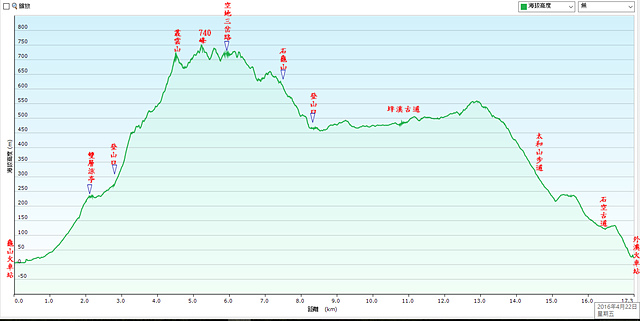 鎖定
海拔高度
無
海拔高度 (m)
800
750
700
650
600
550
500
450
400
350
300
250
200
150
100
50
0
-50
龜山火車站
雙層涼亭
登山口
叢雲山
740峰
空地三岔路
石龜山
登山口
坪溪古道
太和山步道
石空古道
外澳火車站
0.0
1.0
2.0
3.0
4.0
5.0
6.0
7.0
8.0
9.0
10.0
11.0
12.0
13.0
14.0
15.0
16.0
17.3
距離 (km)
2016年4月22日
星期五